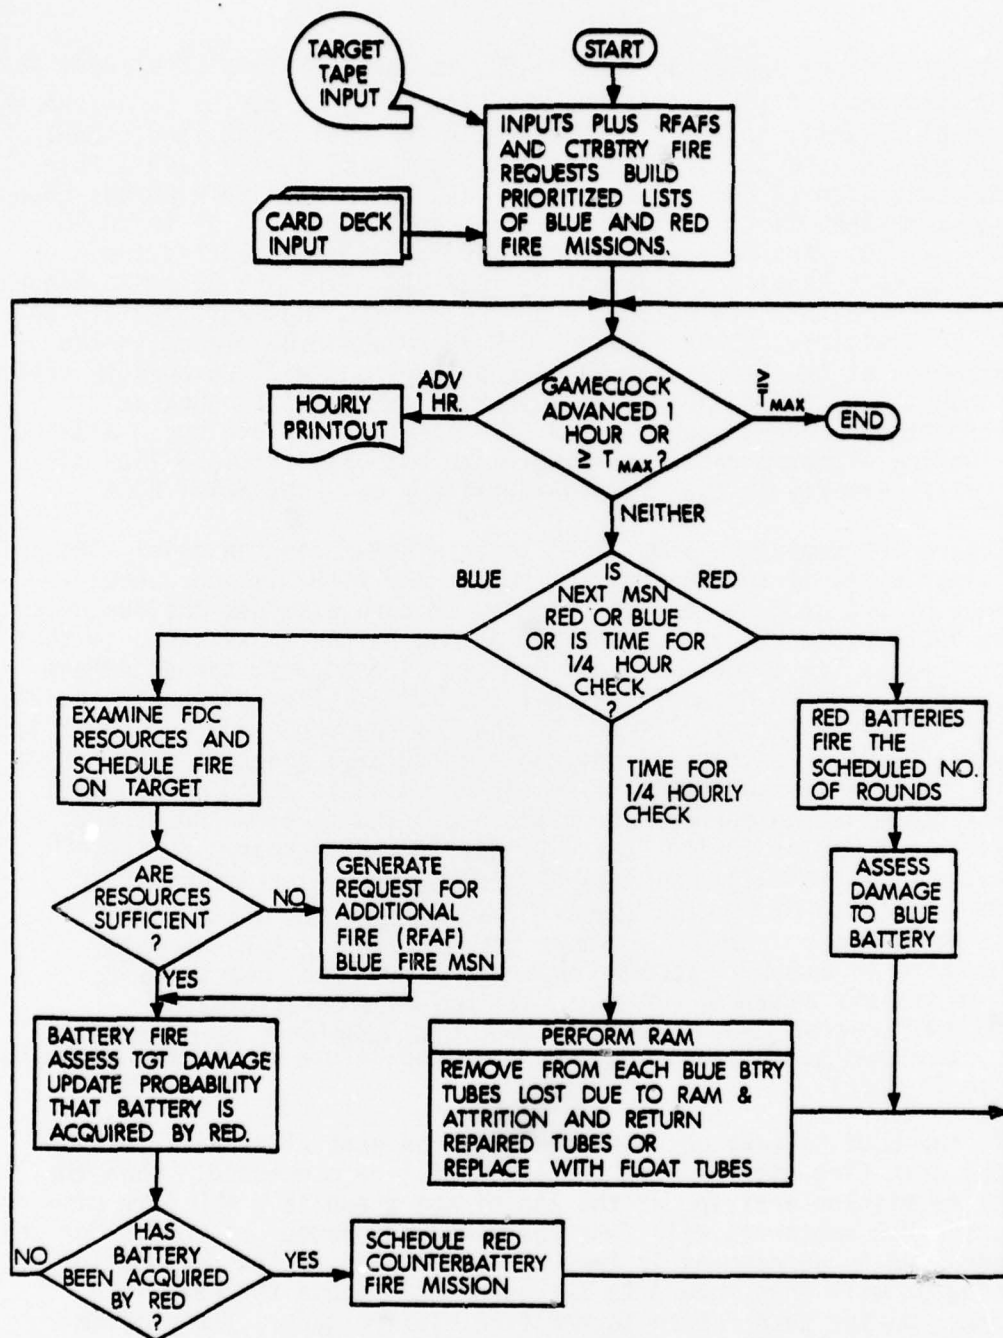 TARGET
TAPE
INPUT
START
INPUTS PLUS RFAFS
AND CTRBTRY FIRE
REQUESTS BUILD
PRIORITIZED LISTS
OF BLUE AND RED
FIRE MISSIONS.
CARD DECK
INPUT
GAMECLOCK
ADVANCED 1
HOUR OR
≥ T MAX?
ADV
1 HR.
HOURLY
PRINTOUT
≥
T MAX
END
NEITHER
BLUE
IS
NEXT MSN
RED OR BLUE
OR IS TIME FOR
1/4 HOUR
CHECK
?
RED
EXAMINE FDC
RESOURCES AND
SCHEDULE FIRE
ON TARGET
TIME FOR
1/4 HOURLY
CHECK
RED BATTERIES
FIRE THE
SCHEDULED NO.
OF ROUNDS
ARE
RESOURCES
SUFFICIENT
?
NO
GENERATE
REQUEST FOR
ADDITIONAL
FIRE (RFAF)
BLUE FIRE MSN
ASSESS
DAMAGE
TO BLUE
BATTERY
YES
BATTERY FIRE
ASSESS TGT DAMAGE
UPDATE PROBABILITY
THAT BATTERY IS
ACQUIRED BY RED.
PERFORM RAM
REMOVE FROM EACH BLUE BTRY
TUBES LOST DUE TO RAM &
ATTRITION AND RETURN
REPAIRED TUBES OR
REPLACE WITH FLOAT TUBES
NO
HAS
BATTERY
BEEN ACQUIRED
BY RED
?
YES
SCHEDULE RED
COUNTERBATTERY
FIRE MISSION